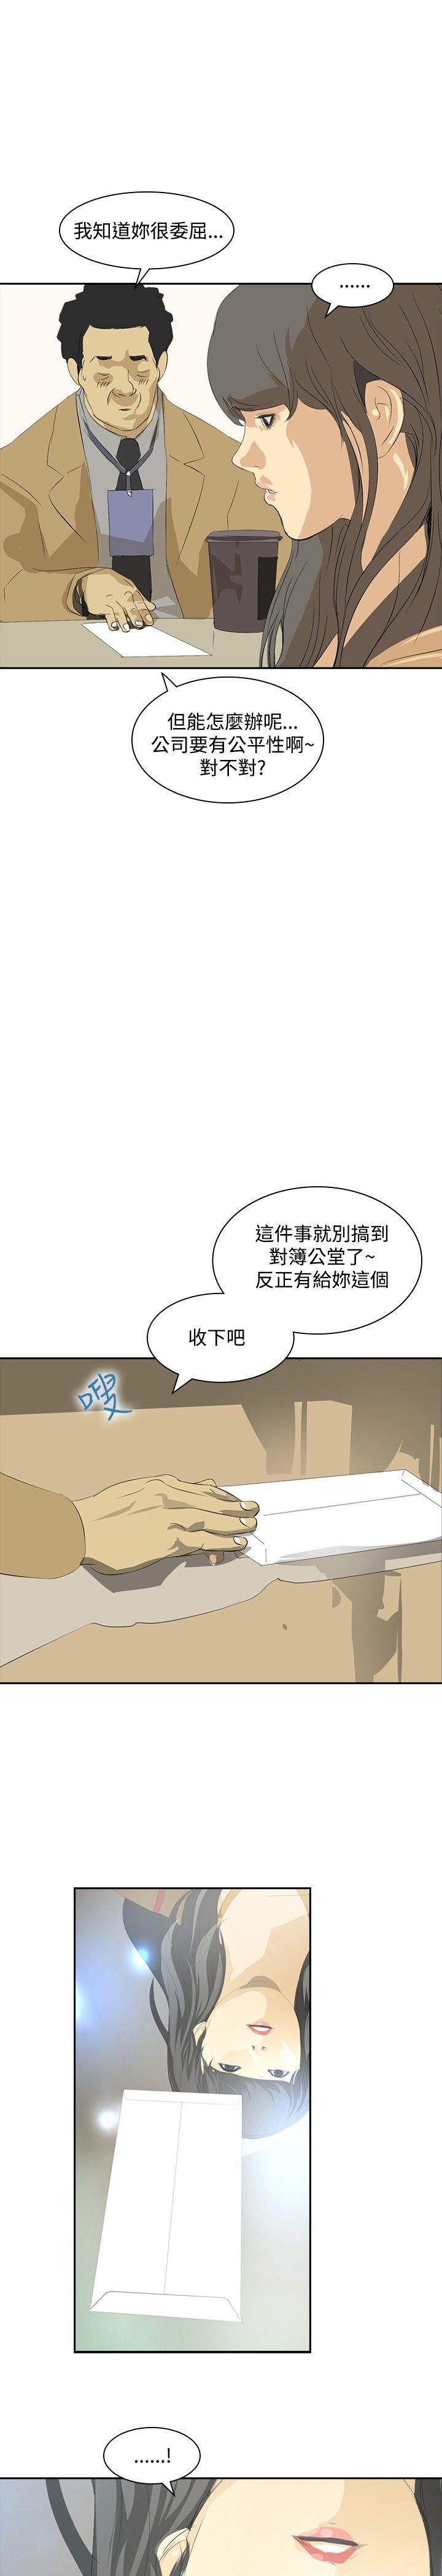 我知道妳很委屈...
......
但能怎麼辦呢...
公司要有公平性啊~
對不對?
這件事就別搞到
對簿公堂了~
反正有給妳這個
收下吧
嗖
......!